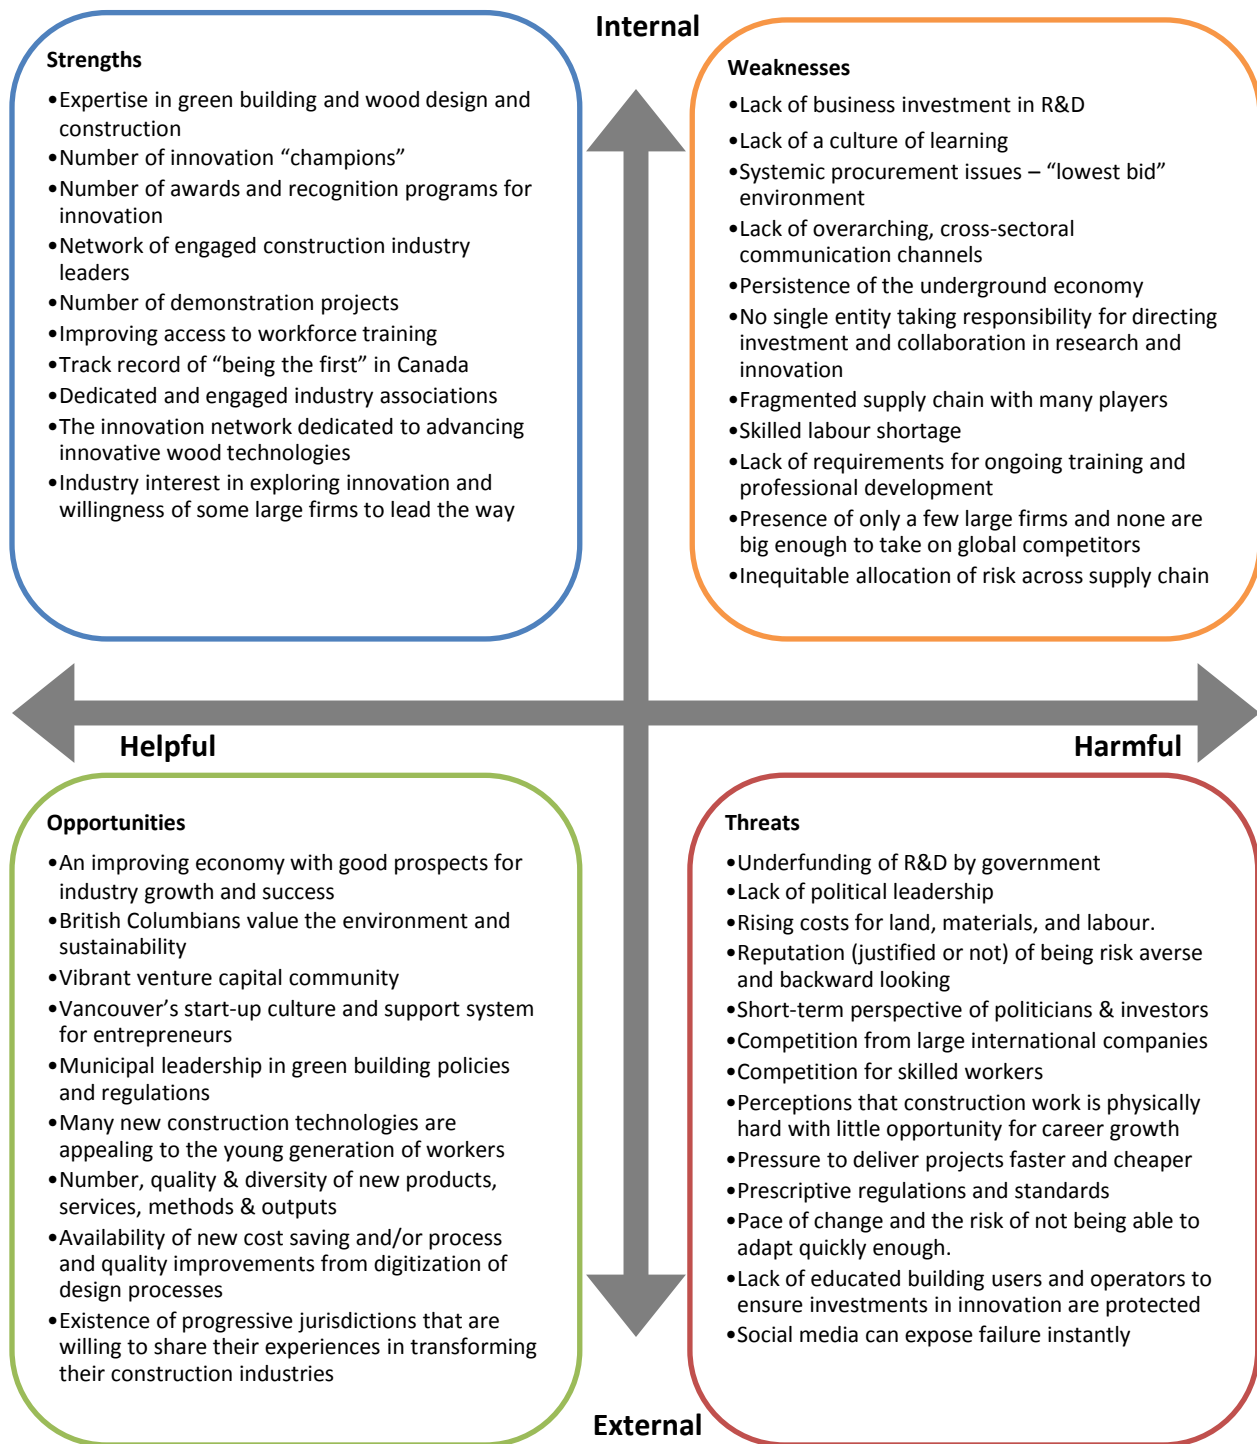 Internal
Strengths
•Expertise in green building and wood design and
construction
•Number of innovation “champions”
•Number of awards and recognition programs for
innovation
•Network of engaged construction industry
leaders
•Number of demonstration projects
•Improving access to workforce training
•Track record of “being the first” in Canada
•Dedicated and engaged industry associations
•The innovation network dedicated to advancing
innovative wood technologies
•Industry interest in exploring innovation and
willingness of some large firms to lead the way
Weaknesses
•Lack of business investment in R&D
•Lack of a culture of learning
•Systemic procurement issues – “lowest bid”
environment
•Lack of overarching, cross-sectoral
communication channels
•Persistence of the underground economy
•No single entity taking responsibility for directing
investment and collaboration in research and
innovation
•Fragmented supply chain with many players
•Skilled labour shortage
•Lack of requirements for ongoing training and
professional development
•Presence of only a few large firms and none are
big enough to take on global competitors
•Inequitable allocation of risk across supply chain
Helpful
Harmful
Opportunities
•An improving economy with good prospects for
industry growth and success
•British Columbians value the environment and
sustainability
•Vibrant venture capital community
•Vancouver’s start-up culture and support system
for entrepreneurs
•Municipal leadership in green building policies
and regulations
•Many new construction technologies are
appealing to the young generation of workers
•Number, quality & diversity of new products,
services, methods & outputs
•Availability of new cost saving and/or process
and quality improvements from digitization of
design processes
•Existence of progressive jurisdictions that are
willing to share their experiences in transforming
their construction industries
Threats
•Underfunding of R&D by government
•Lack of political leadership
•Rising costs for land, materials, and labour.
•Reputation (justified or not) of being risk averse
and backward looking
•Short-term perspective of politicians & investors
•Competition from large international companies
•Competition for skilled workers
•Perceptions that construction work is physically
hard with little opportunity for career growth
•Pressure to deliver projects faster and cheaper
•Prescriptive regulations and standards
•Pace of change and the risk of not being able to
adapt quickly enough.
•Lack of educated building users and operators to
ensure investments in innovation are protected
•Social media can expose failure instantly
External